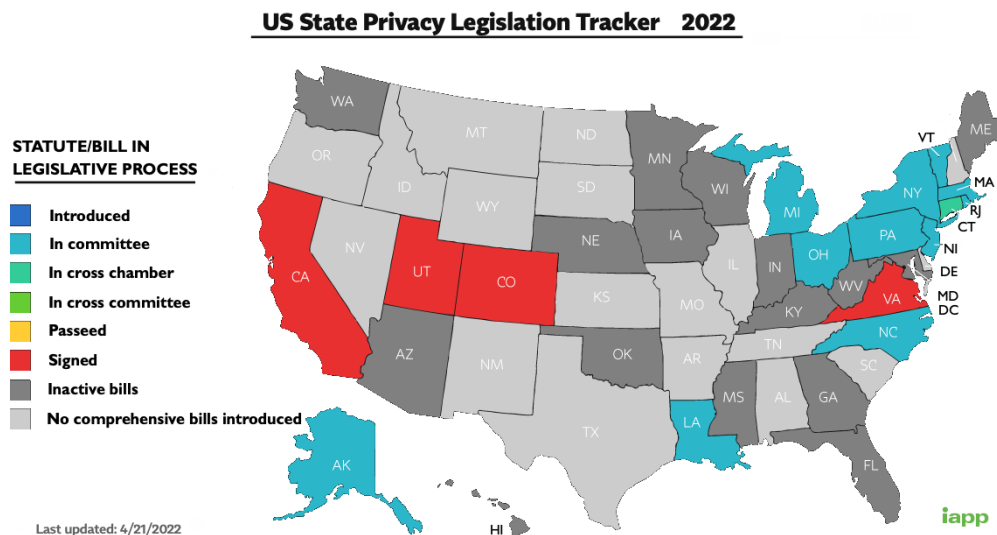 US State Privacy Legislation Tracker 2022
STATUTE/BILL IN
LEGISLATIVE PROCESS
Introduced
In committee
In cross chamber
In cross committee
Passeed
Signed
Inactive bills
No comprehensive bills introduced
WA
MT
ND
MN
ME
VT
OR
ID
SD
WI
NY
MA
WY
MI
RJ
CT
NE
IA
PA
NI
NV
UT
CO
IL
IN
OH
DE
CA
KS
MO
WV
VA
MD
DC
KY
NC
AZ
NM
OK
AR
TN
SC
MS
AL
GA
TX
LA
FL
AK
HI
Last updated: 4/21/2022
iapp